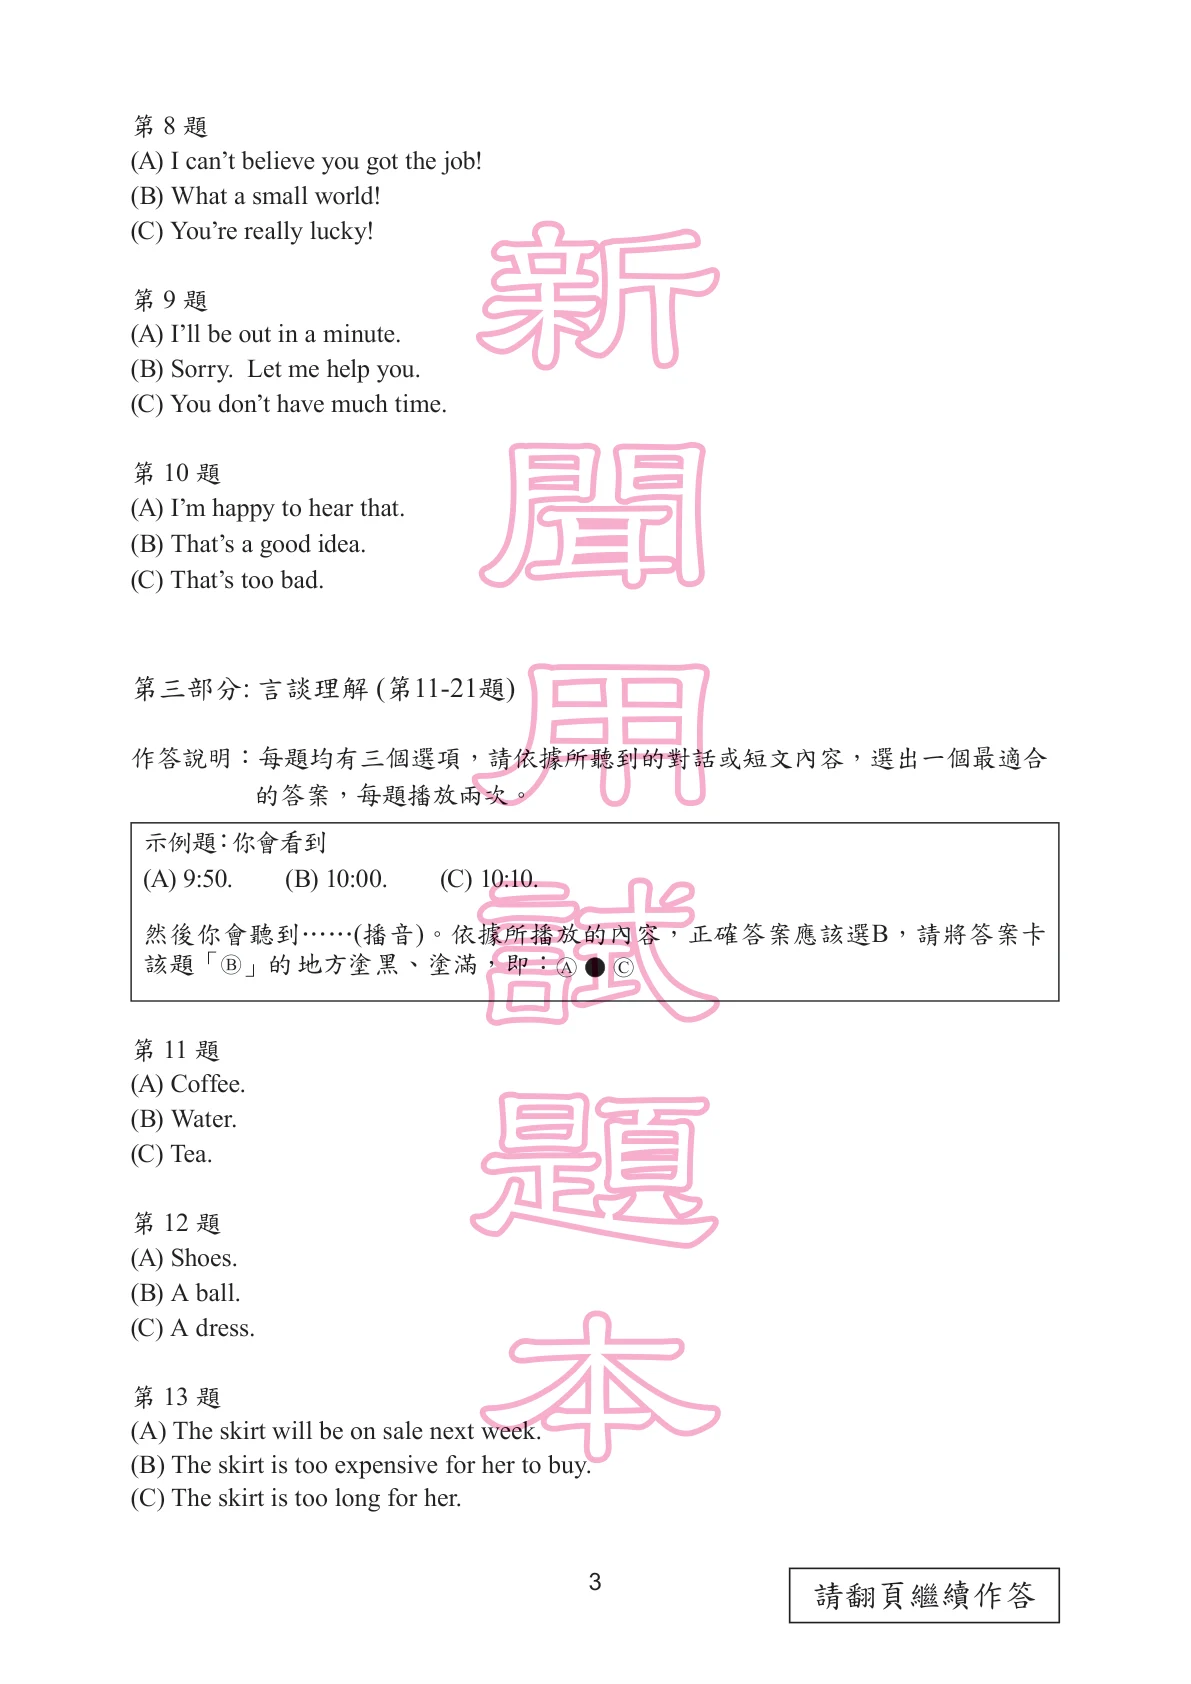 第 8 題
(A) I can’t believe you got the job!
(B) What a small world!
(C) You’re really lucky!
第 9 題
(A) I’ll be out in a minute.
(B) Sorry.  Let me help you.
(C) You don’t have much time.
第 10 題
(A) I’m happy to hear that.
(B) That’s a good idea.
(C) That’s too bad.
第三部分: 言談理解 (第11-21題)
作答說明：每題均有三個選項，請依據所聽到的對話或短文內容，選出一個最適合
的答案，每題播放兩次。
示例題：你會看到
(A) 9:50.  (B) 10:00.  (C) 10:10.
然後你會聽到……(播音)。依據所播放的內容，正確答案應該選B，請將答案卡
該題「Ⓑ」的地方塗黑、塗滿，即：Ⓐ ● Ⓒ
第 11 題
(A) Coffee.
(B) Water.
(C) Tea.
第 12 題
(A) Shoes.
(B) A ball.
(C) A dress.
第 13 題
(A) The skirt will be on sale next week.
(B) The skirt is too expensive for her to buy.
(C) The skirt is too long for her.
3
請翻頁繼續作答
新聞用試題本